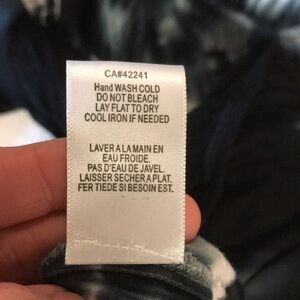 CA#42241
Hand WASH COLD
DO NOT BLEACH
LAY FLAT TO DRY
COOL IRON IF NEEDED
LAVER A LA MAIN EN
EAU FROIDE.
PAS D'EAU DE JAVEL.
LAISSER SECHER A PLAT.
FER TIEDE SI BESOIN EST.